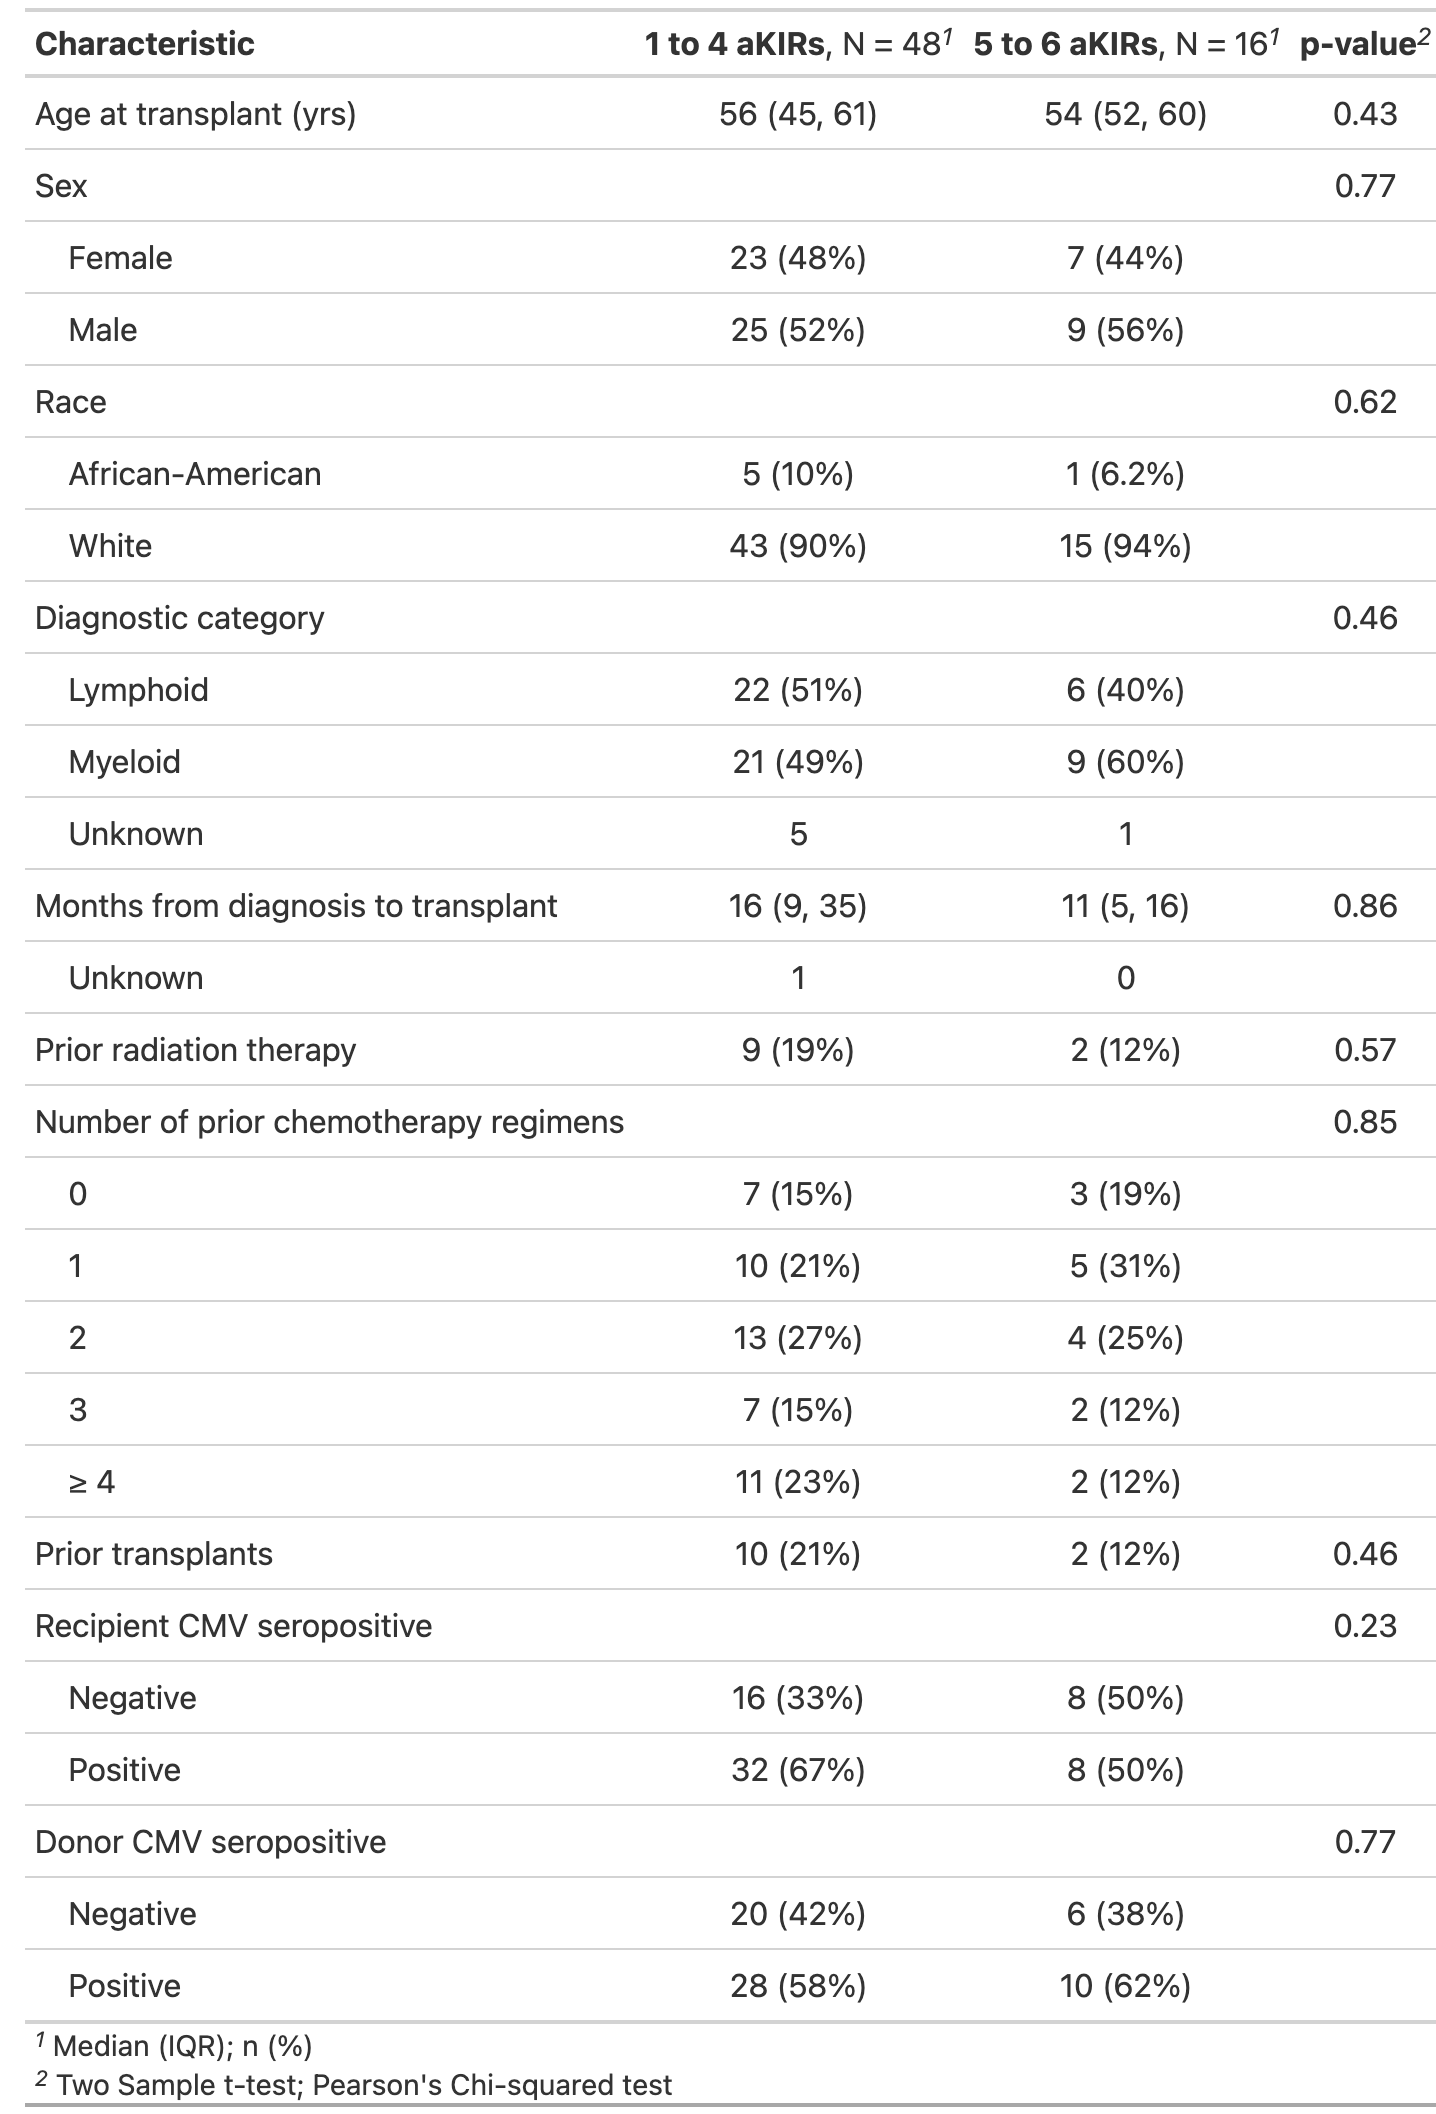 Characteristic 1 to 4 aKIRs, N = 48¹ 5 to 6 aKIRs, N = 16¹ p-value²
Age at transplant (yrs) 56 (45, 61) 54 (52, 60) 0.43
Sex 0.77
Female 23 (48%) 7 (44%)
Male 25 (52%) 9 (56%)
Race 0.62
African-American 5 (10%) 1 (6.2%)
White 43 (90%) 15 (94%)
Diagnostic category 0.46
Lymphoid 22 (51%) 6 (40%)
Myeloid 21 (49%) 9 (60%)
Unknown 5 1
Months from diagnosis to transplant 16 (9, 35) 11 (5, 16) 0.86
Unknown 1 0
Prior radiation therapy 9 (19%) 2 (12%) 0.57
Number of prior chemotherapy regimens 0.85
0 7 (15%) 3 (19%)
1 10 (21%) 5 (31%)
2 13 (27%) 4 (25%)
3 7 (15%) 2 (12%)
≥ 4 11 (23%) 2 (12%)
Prior transplants 10 (21%) 2 (12%) 0.46
Recipient CMV seropositive 0.23
Negative 16 (33%) 8 (50%)
Positive 32 (67%) 8 (50%)
Donor CMV seropositive 0.77
Negative 20 (42%) 6 (38%)
Positive 28 (58%) 10 (62%)
¹ Median (IQR); n (%)
² Two Sample t-test; Pearson's Chi-squared test